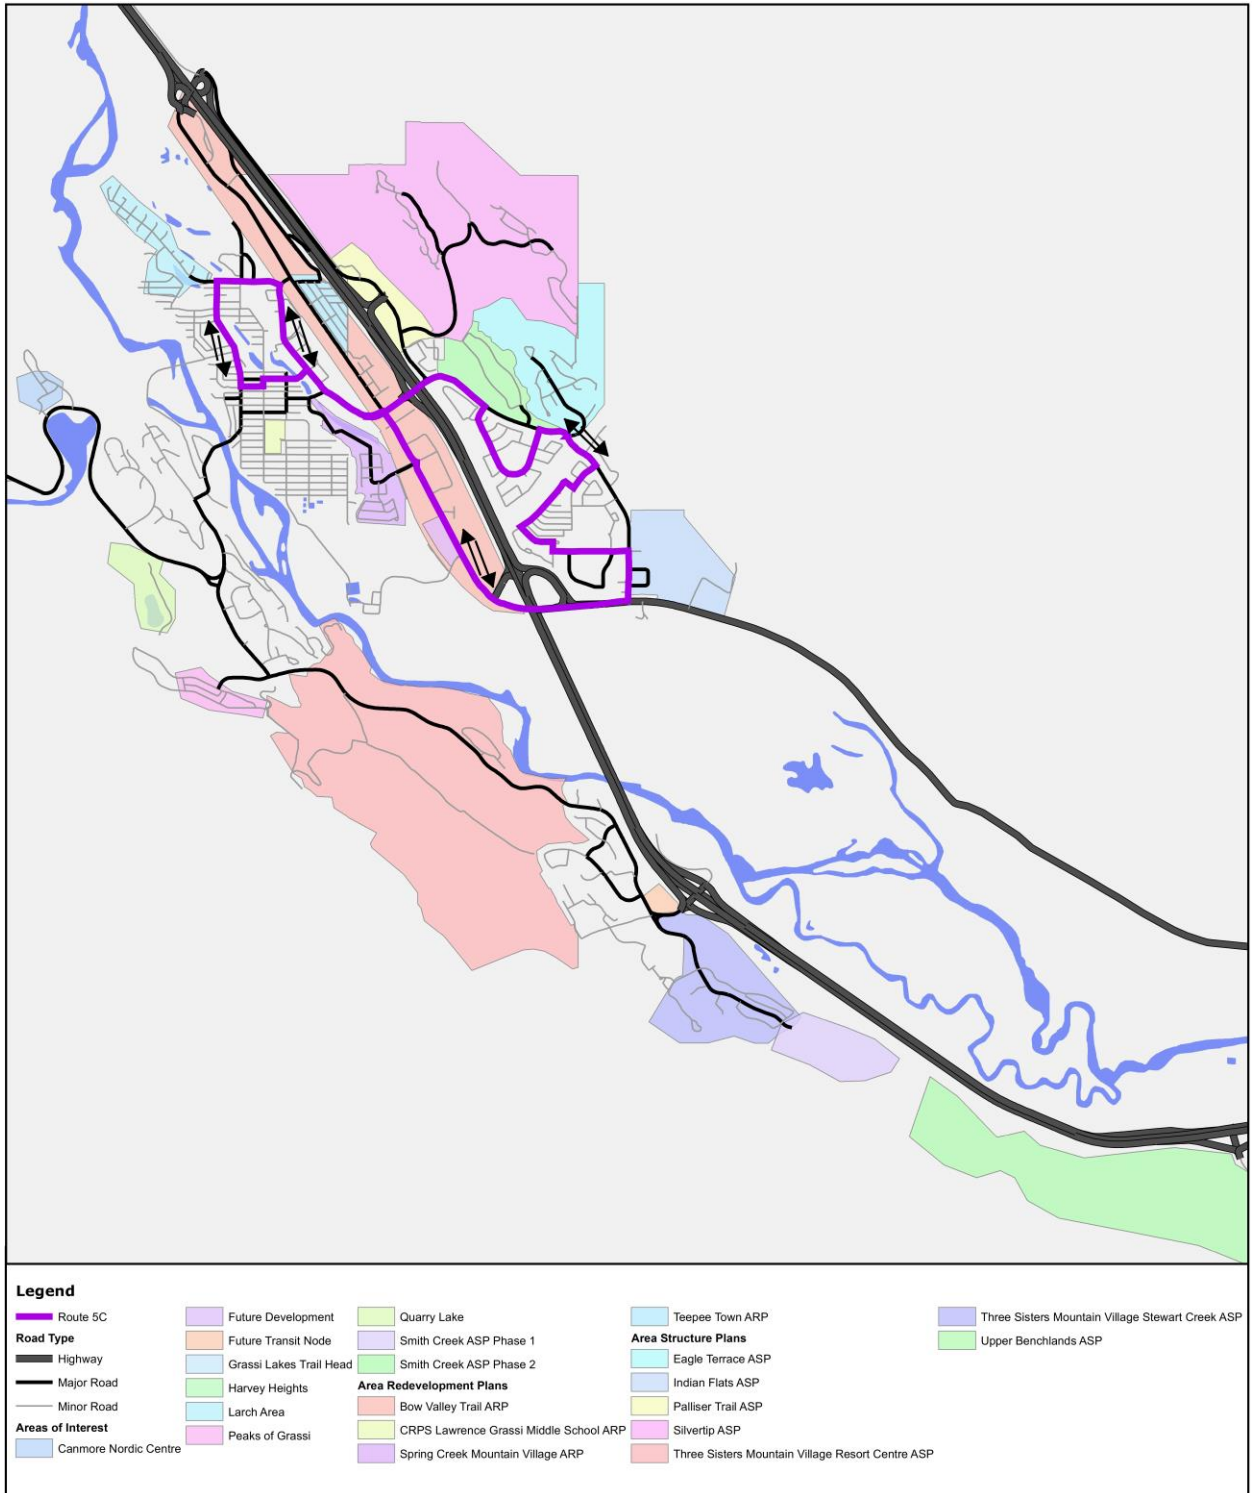 Legend
Route 5C
Road Type
Highway
Major Road
Minor Road
Areas of Interest
Canmore Nordic Centre
Future Development
Future Transit Node
Grassi Lakes Trail Head
Harvey Heights
Larch Area
Peaks of Grassi
Quarry Lake
Smith Creek ASP Phase 1
Smith Creek ASP Phase 2
Area Redevelopment Plans
Bow Valley Trail ARP
CRPS Lawrence Grassi Middle School ARP
Spring Creek Mountain Village ARP
Teepee Town ARP
Area Structure Plans
Eagle Terrace ASP
Indian Flats ASP
Palliser Trail ASP
Silvertip ASP
Three Sisters Mountain Village Resort Centre ASP
Three Sisters Mountain Village Stewart Creek ASP
Upper Benchlands ASP